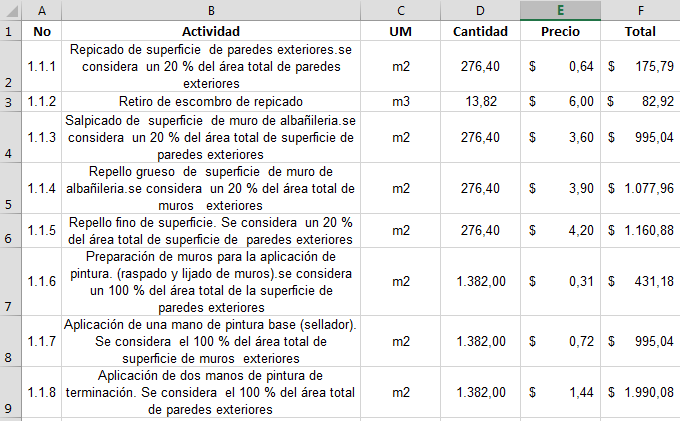 A B C D E F
1 No Actividad UM Cantidad Precio Total
Repicado de superficie de paredes exteriores.se
considera un 20 % del área total de paredes
exteriores
2 1.1.1 m2 276,40 $ 0,64 $ 175,79
3 1.1.2 Retiro de escombro de repicado m3 13,82 $ 6,00 $ 82,92
Salpicado de superficie de muro de albañileria.se
considera un 20 % del área total de superficie de
paredes exteriores
4 1.1.3 m2 276,40 $ 3,60 $ 995,04
Repello grueso de superficie de muro de
albañileria.se considera un 20 % del área total de
muros exteriores
5 1.1.4 m2 276,40 $ 3,90 $ 1.077,96
Repello fino de superficie. Se considera un 20 %
del área total de superficie de paredes exteriores
6 1.1.5 m2 276,40 $ 4,20 $ 1.160,88
Preparación de muros para la aplicación de
pintura. (raspado y lijado de muros).se considera
un 100 % del área total de la superficie de
paredes exteriores
7 1.1.6 m2 1.382,00 $ 0,31 $ 431,18
Aplicación de una mano de pintura base (sellador).
Se considera el 100 % del área total de
superficie de muros exteriores
8 1.1.7 m2 1.382,00 $ 0,72 $ 995,04
Aplicación de dos manos de pintura de
terminación. Se considera el 100 % del área total
de paredes exteriores
9 1.1.8 m2 1.382,00 $ 1,44 $ 1.990,08